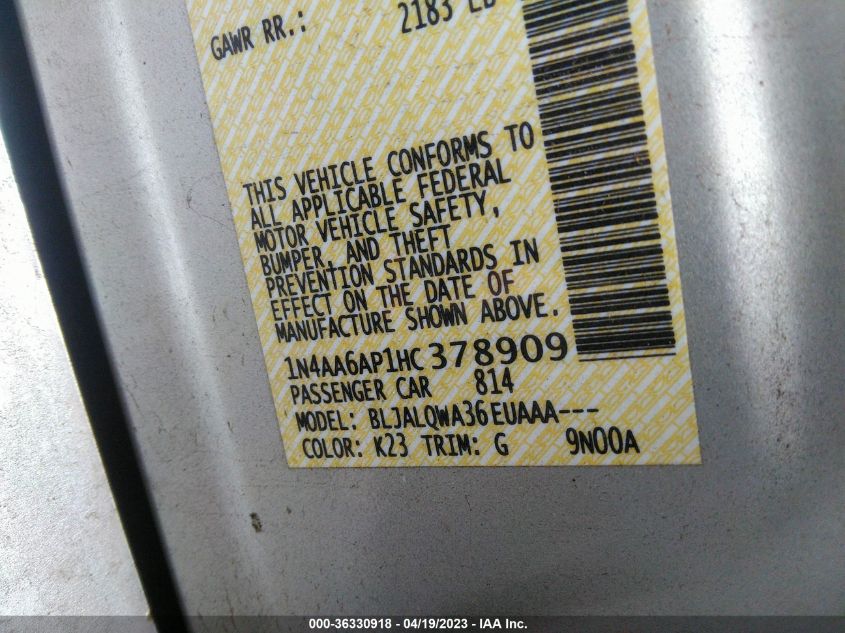 GAWR RR.: 2183 LB
THIS VEHICLE CONFORMS TO
ALL APPLICABLE FEDERAL
MOTOR VEHICLE SAFETY,
BUMPER, AND THEFT
PREVENTION STANDARDS IN
EFFECT ON THE DATE OF
MANUFACTURE SHOWN ABOVE.
1N4AA6AP1HC378909
PASSENGER CAR 814
MODEL: BLJALQWA36EUAAA---
COLOR: K23 TRIM: G 9N00A
000-36330918 - 04/19/2023 - IAA Inc.